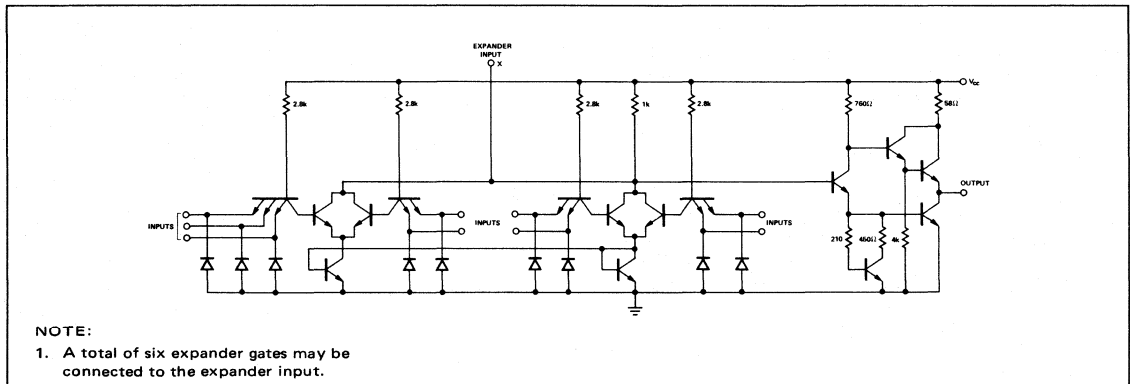 EXPANDER
INPUT
X
VCC
2.8k
2.8k
2.8k
1k
2.8k
760Ω
58Ω
OUTPUT
INPUTS
INPUTS
INPUTS
INPUTS
210
450Ω
4k
NOTE:
1. A total of six expander gates may be
connected to the expander input.